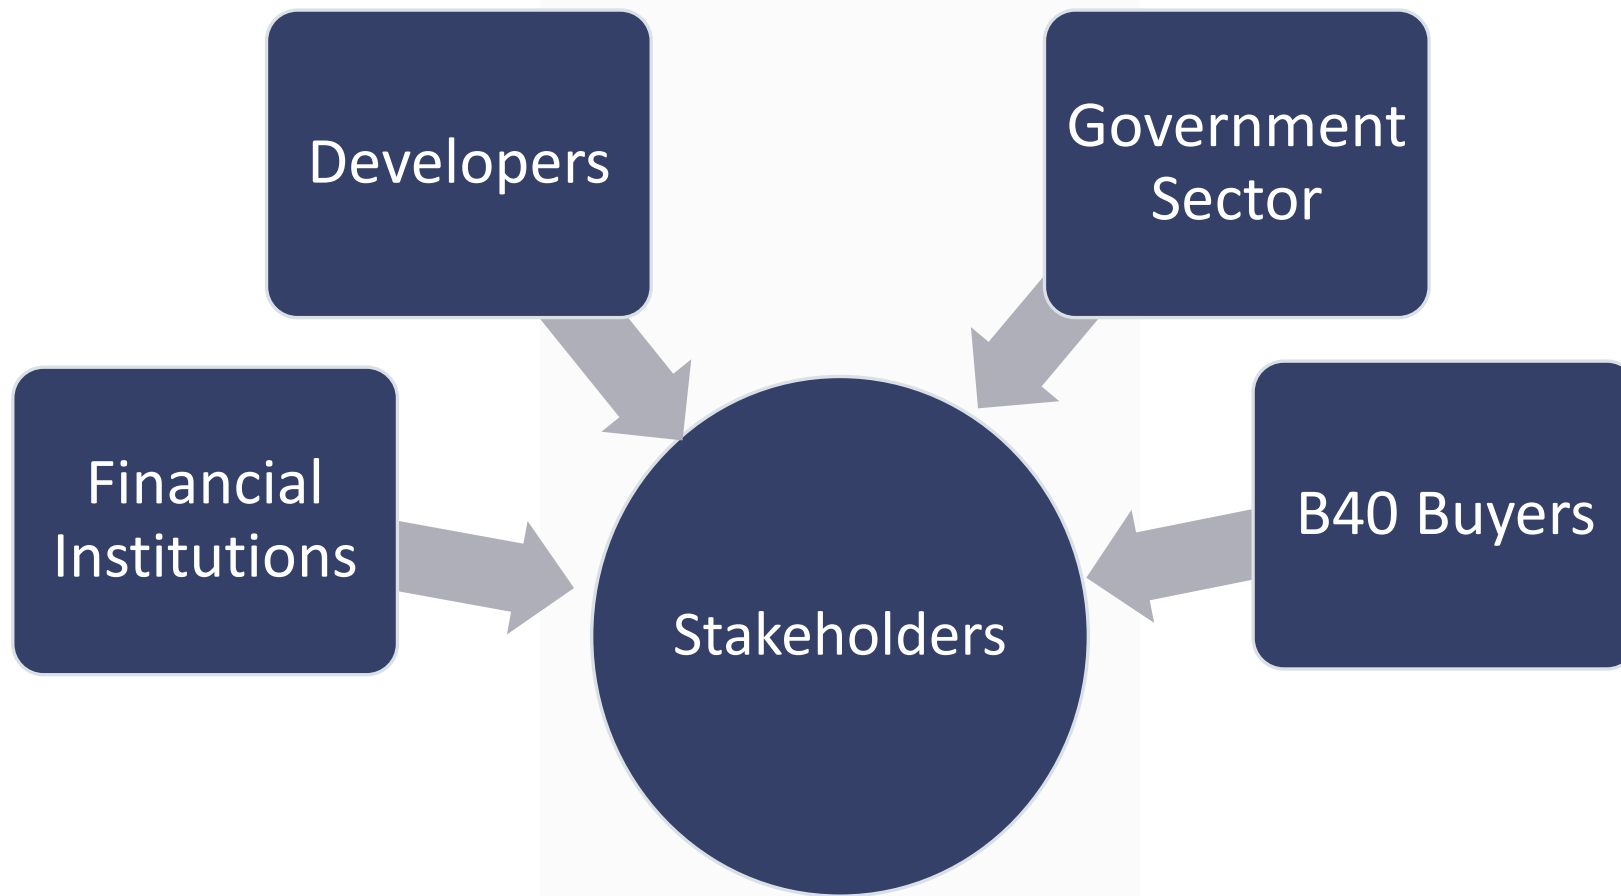 Developers
Government
Sector
Financial
Institutions
B40 Buyers
Stakeholders